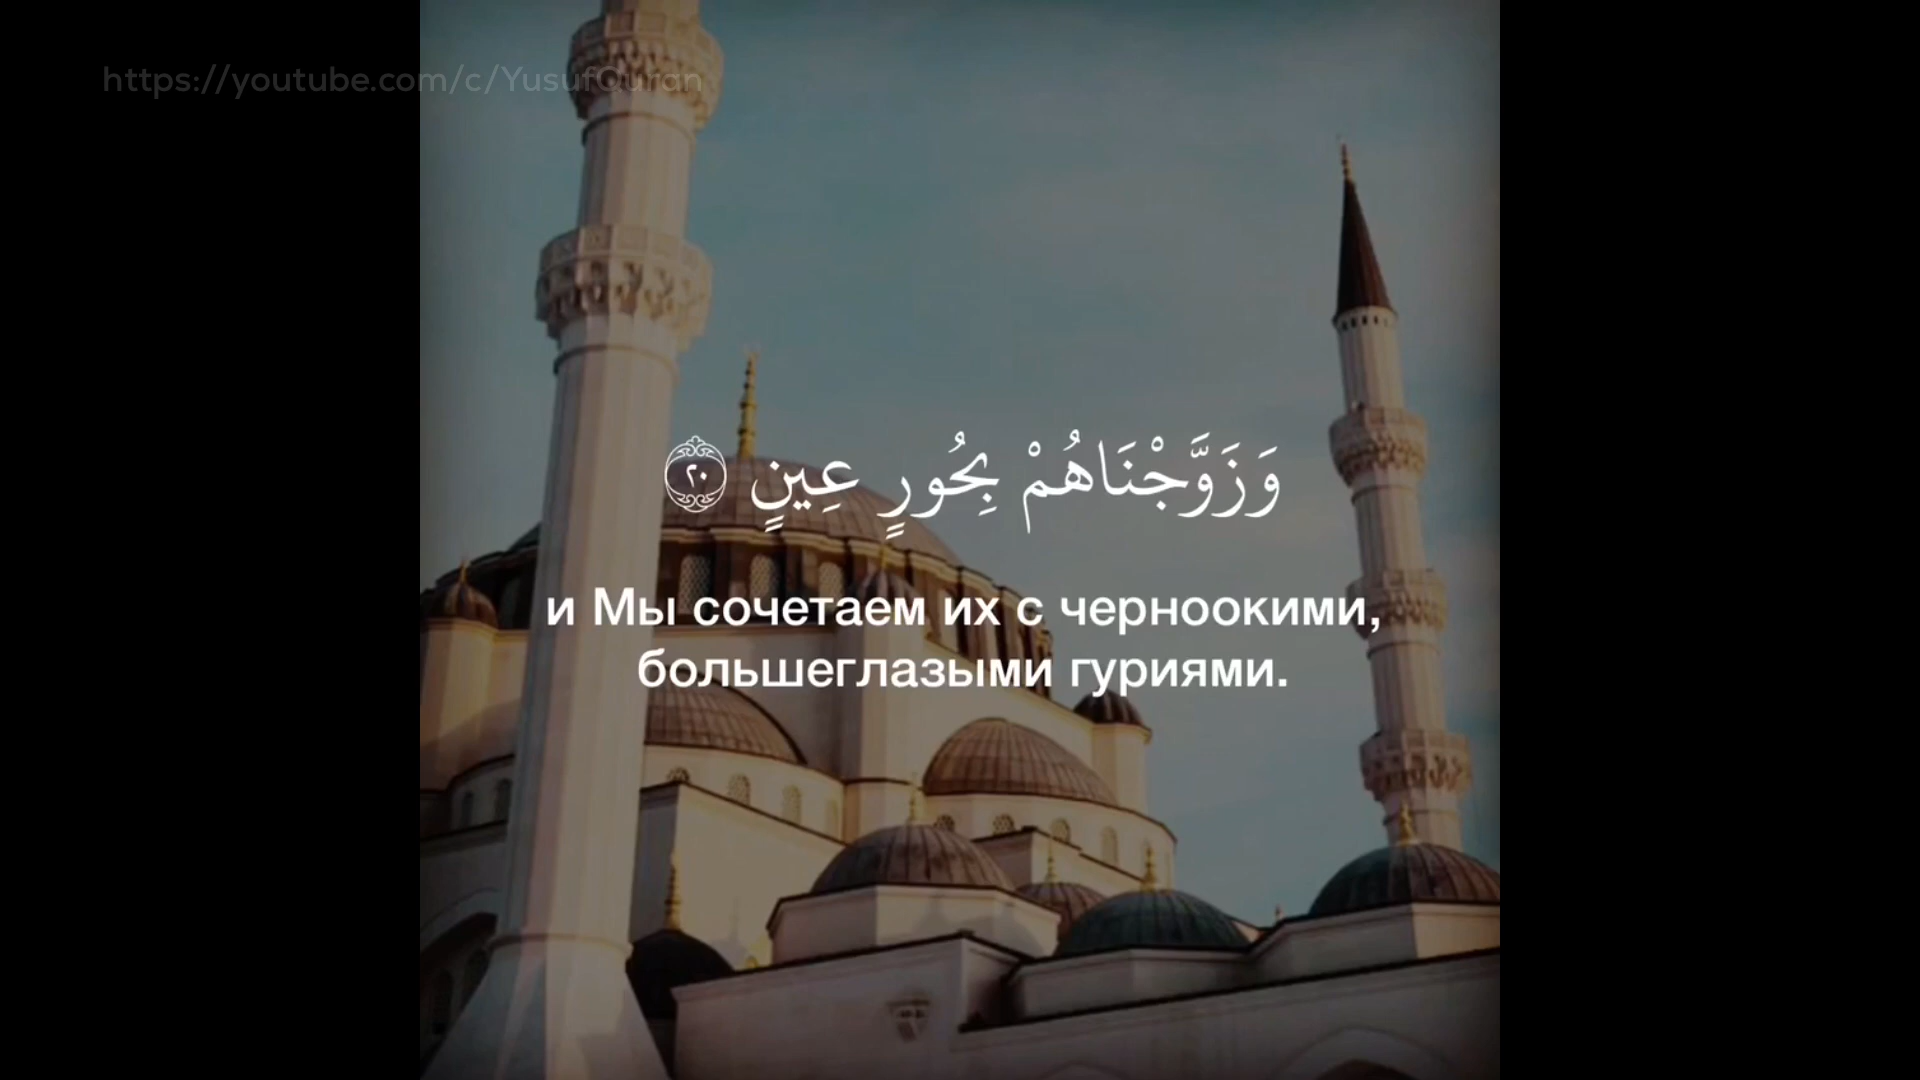 https://youtube.com/c/YusufQuran
وَزَوَّجْنَاهُمْ بِحُورٍ عِينٍ ٢٠
и Мы сочетаем их с черноокими,
большеглазыми гуриями.